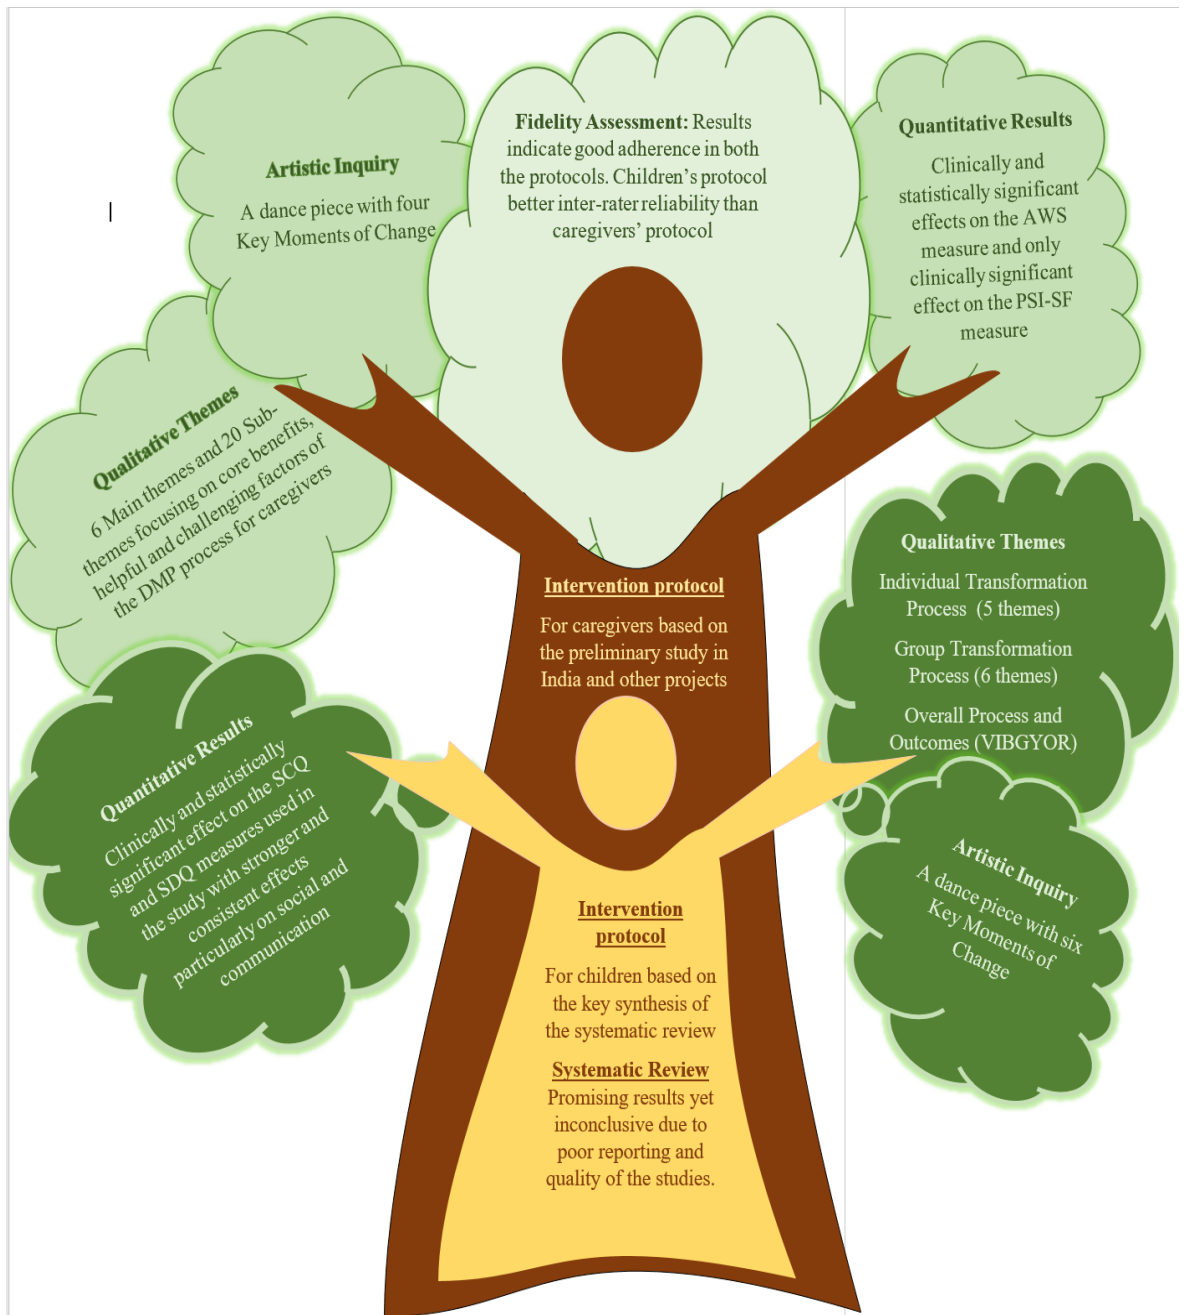 Artistic Inquiry
A dance piece with four
Key Moments of Change
Fidelity Assessment: Results
indicate good adherence in both
the protocols. Children's protocol
better inter-rater reliability than
caregivers' protocol
Quantitative Results
Clinically and
statistically significant
effects on the AWS
measure and only
clinically significant
effect on the PSI-SF
measure
Qualitative Themes
6 Main themes and 20 Sub-
themes focusing on core benefits,
helpful and challenging factors of
the DMP process for caregivers
Intervention protocol
For caregivers based on
the preliminary study in
India and other projects
Qualitative Themes
Individual Transformation
Process (5 themes)
Group Transformation
Process (6 themes)
Overall Process and
Outcomes (VIBGYOR)
Quantitative Results
Clinically and statistically
significant effect on the SCQ
and SDQ measures used in
the study with stronger and
consistent effects
particularly on social and
communication
Artistic Inquiry
A dance piece with six
Key Moments of
Change
Intervention
protocol
For children based on
the key synthesis of
the systematic review
Systematic Review
Promising results yet
inconclusive due to
poor reporting and
quality of the studies.